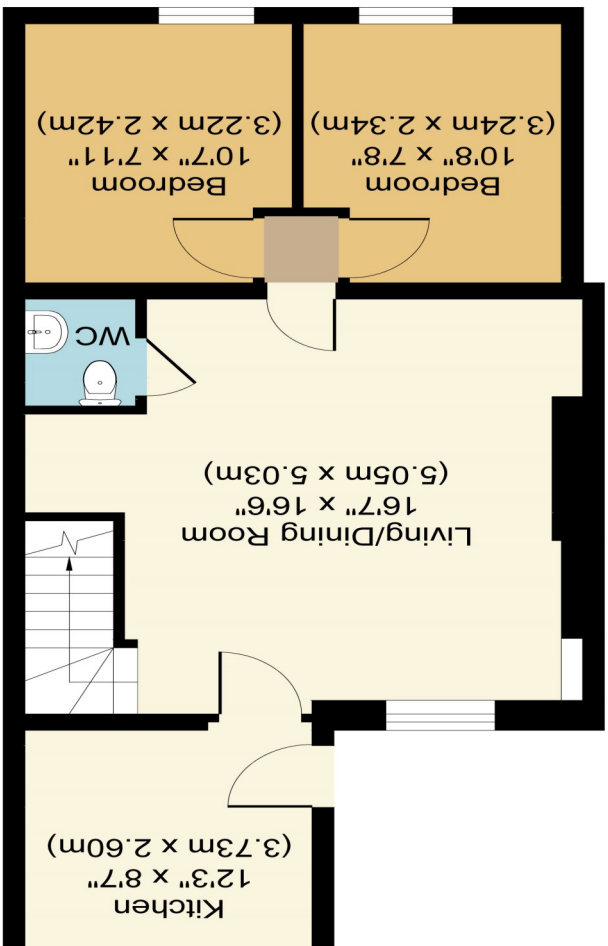 Kitchen
12'3" x 8'7"
(3.73m x 2.60m)
Living/Dining Room
16'7" x 16'6"
(5.05m x 5.03m)
WC
Bedroom
10'8" x 7'8"
(3.24m x 2.34m)
Bedroom
10'7" x 7'11"
(3.22m x 2.42m)